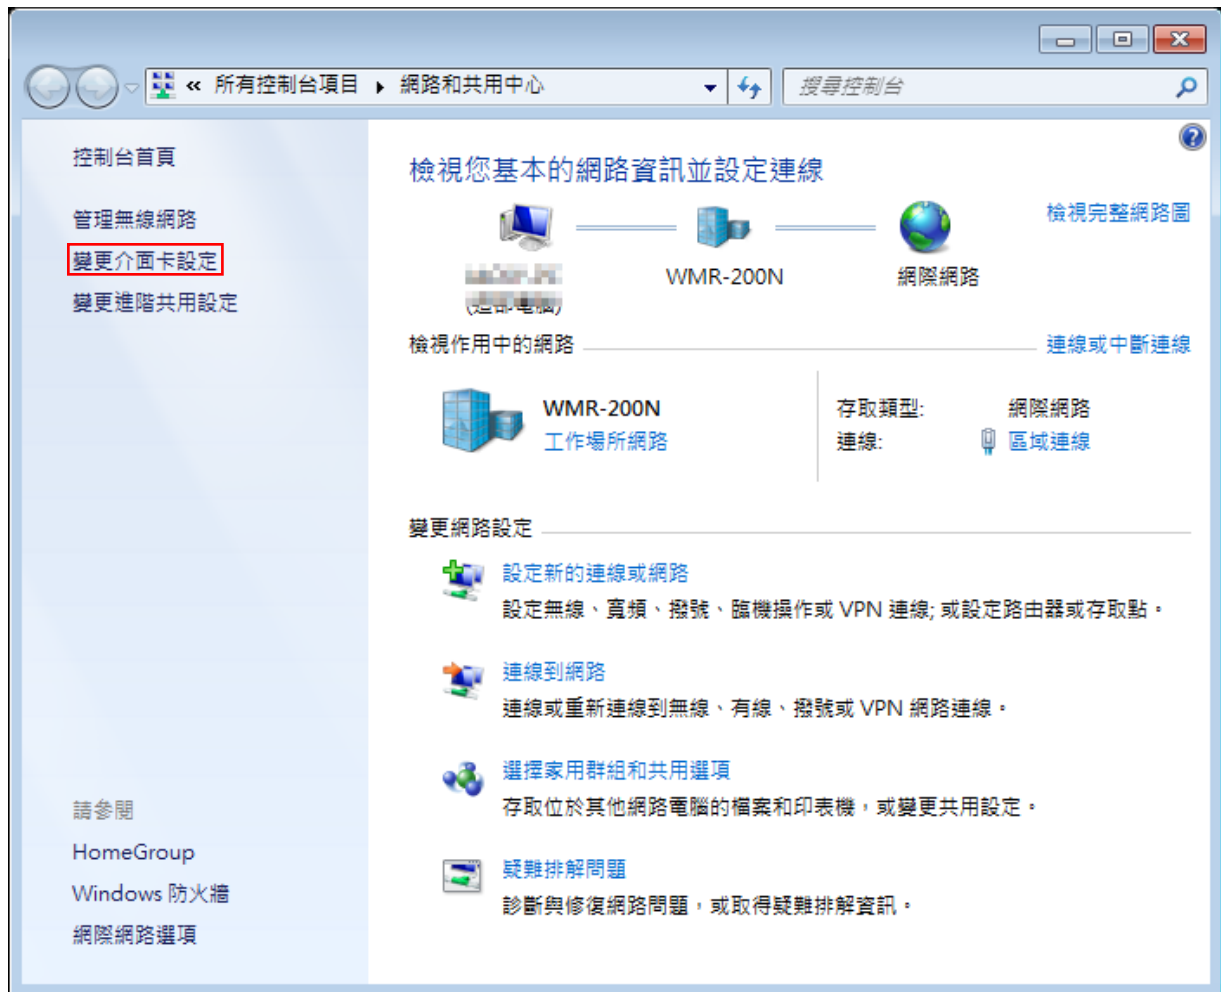 « 所有控制台項目 ▸ 網路和共用中心
搜尋控制台
控制台首頁
管理無線網路
變更介面卡設定
變更進階共用設定
檢視您基本的網路資訊並設定連線
檢視完整網路圖
WMR-200N
網際網路
(這部電腦)
檢視作用中的網路
連線或中斷連線
WMR-200N
工作場所網路
存取類型: 網際網路
連線: 區域連線
變更網路設定
設定新的連線或網路
設定無線、寬頻、撥號、臨機操作或 VPN 連線; 或設定路由器或存取點。
連線到網路
連線或重新連線到無線、有線、撥號或 VPN 網路連線。
選擇家用群組和共用選項
存取位於其他網路電腦的檔案和印表機，或變更共用設定。
疑難排解問題
診斷與修復網路問題，或取得疑難排解資訊。
請參閱
HomeGroup
Windows 防火牆
網際網路選項